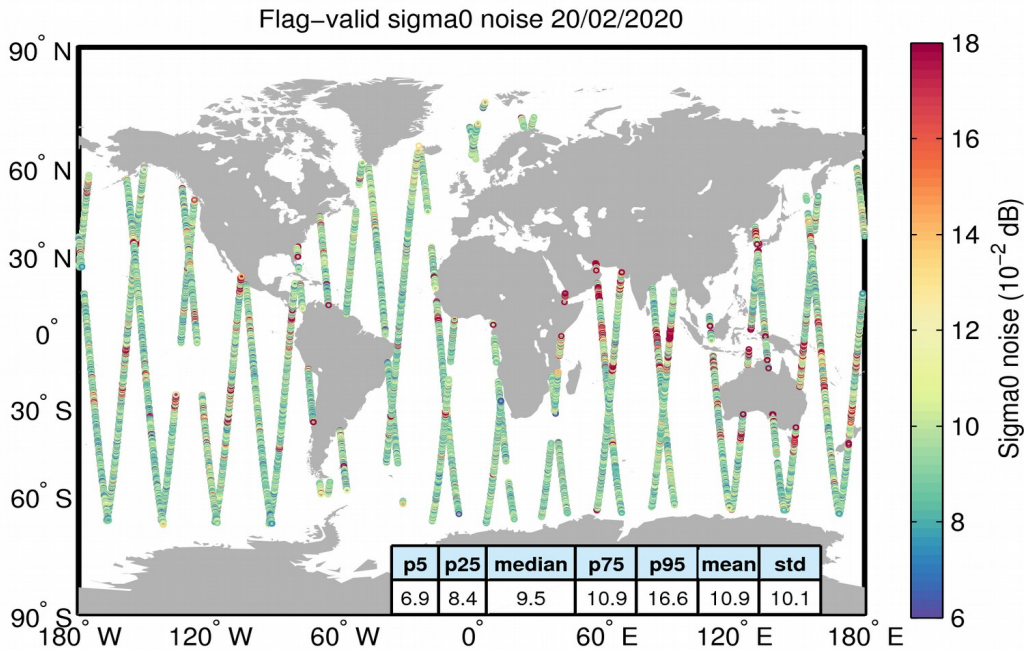 Flag−valid sigma0 noise 20/02/2020
90° N
60° N
30° N
0°
30° S
60° S
90° S
180° W 120° W 60° W 0° 60° E 120° E 180° E
p5 p25 median p75 p95 mean std
6.9 8.4 9.5 10.9 16.6 10.9 10.1
18
16
14
12
10
8
6
Sigma0 noise (10⁻² dB)